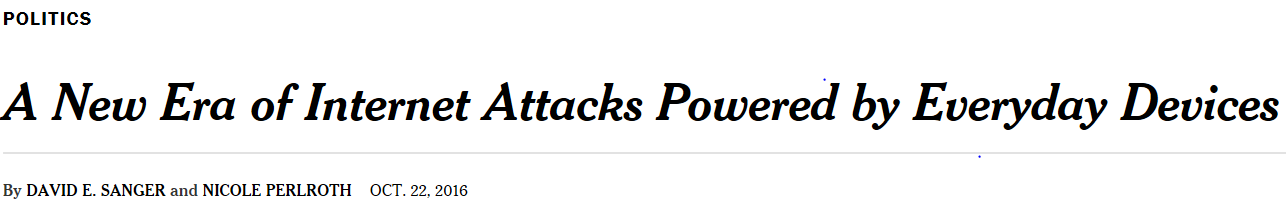 POLITICS
A New Era of Internet Attacks Powered by Everyday Devices
By DAVID E. SANGER and NICOLE PERLROTH OCT. 22, 2016